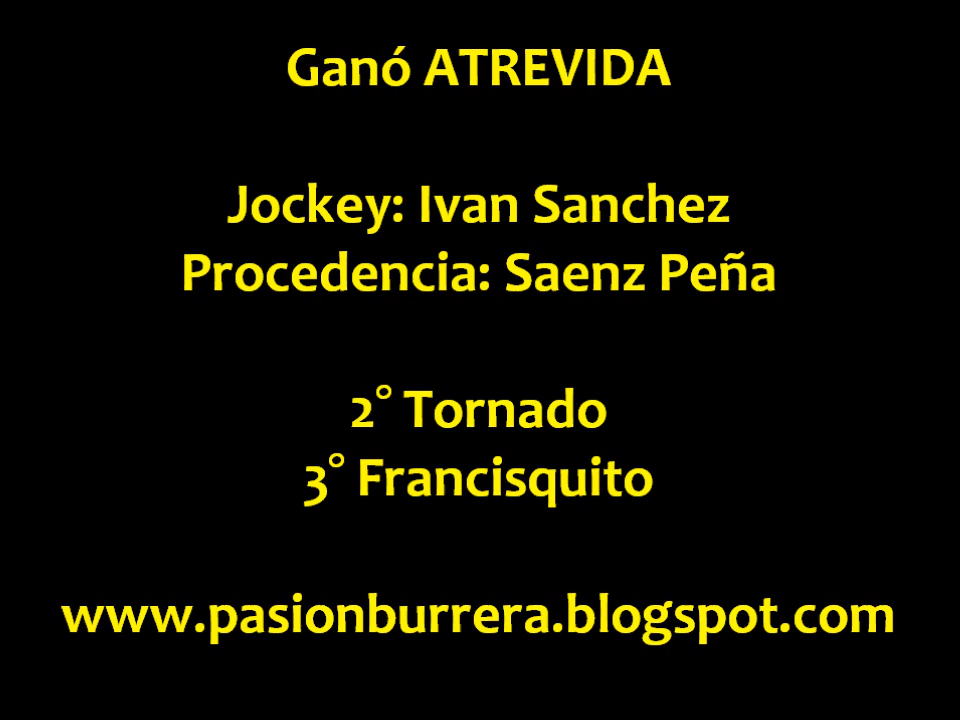 Ganó ATREVIDA
Jockey: Ivan Sanchez
Procedencia: Saenz Peña
2° Tornado
3° Francisquito
www.pasionburrera.blogspot.com